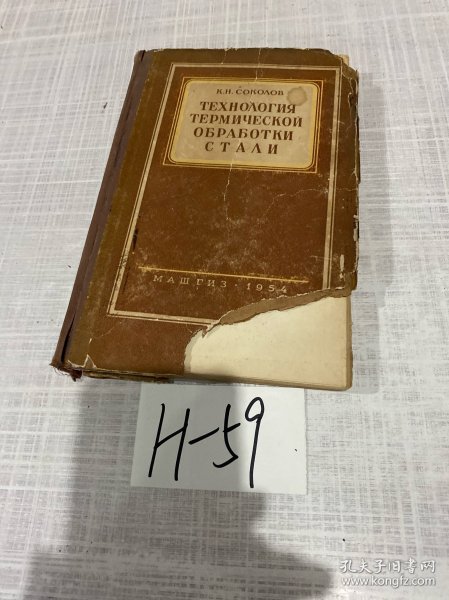 К.Н. СОКОЛОВ
ТЕХНОЛОГИЯ
ТЕРМИЧЕСКОЙ
ОБРАБОТКИ
СТАЛИ
МАШГИЗ · 1954
H-59
孔夫子旧书网
www.kongfz.com